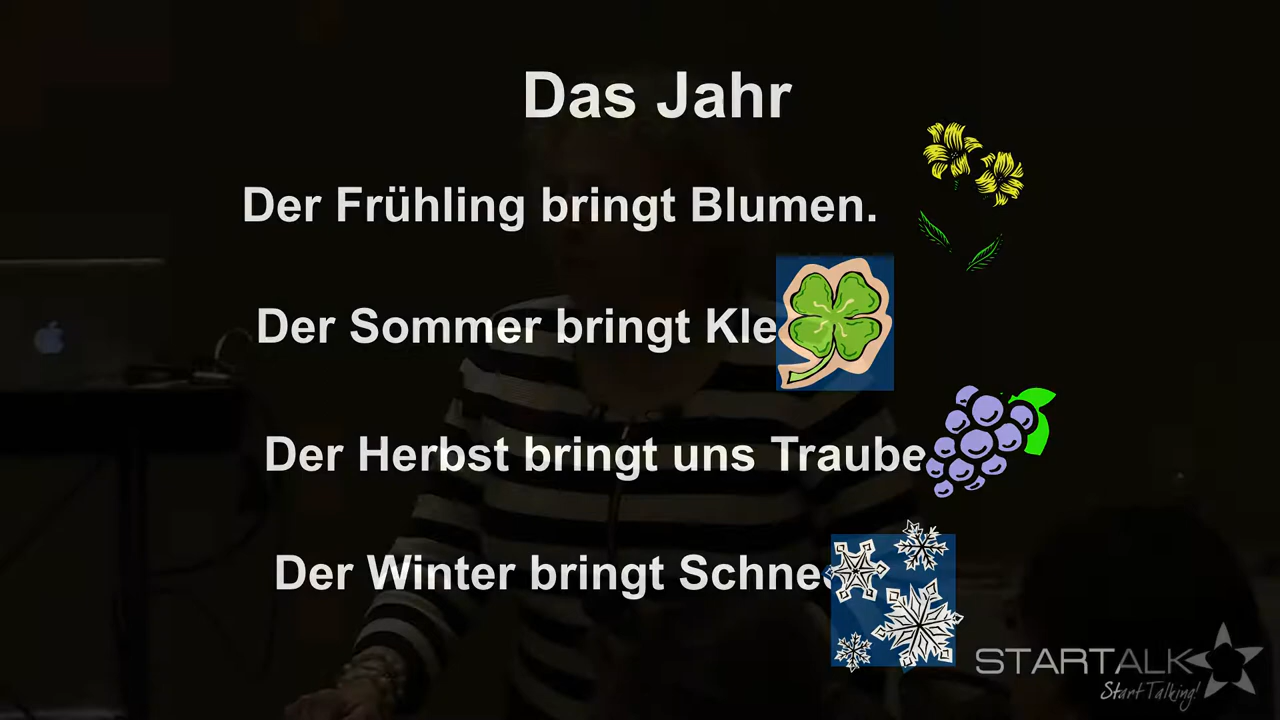 Das Jahr
Der Frühling bringt Blumen.
Der Sommer bringt Kle
Der Herbst bringt uns Traube
Der Winter bringt Schnee
STARTALK
Start Talking!